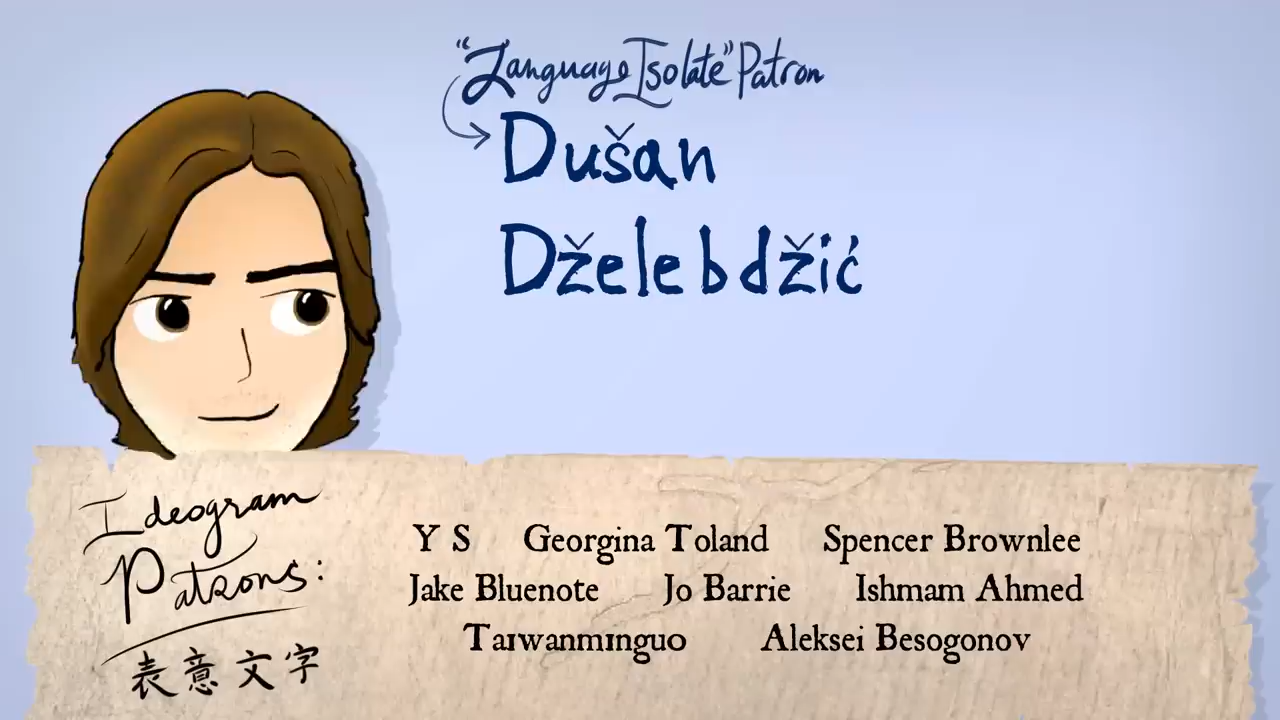 "Language Isolate" Patron
Dušan
Dželebdžić
Ideogram
Patrons:
表意文字
Y S Georgina Toland Spencer Brownlee
Jake Bluenote Jo Barrie Ishmam Ahmed
Taiwanminguo Aleksei Besogonov